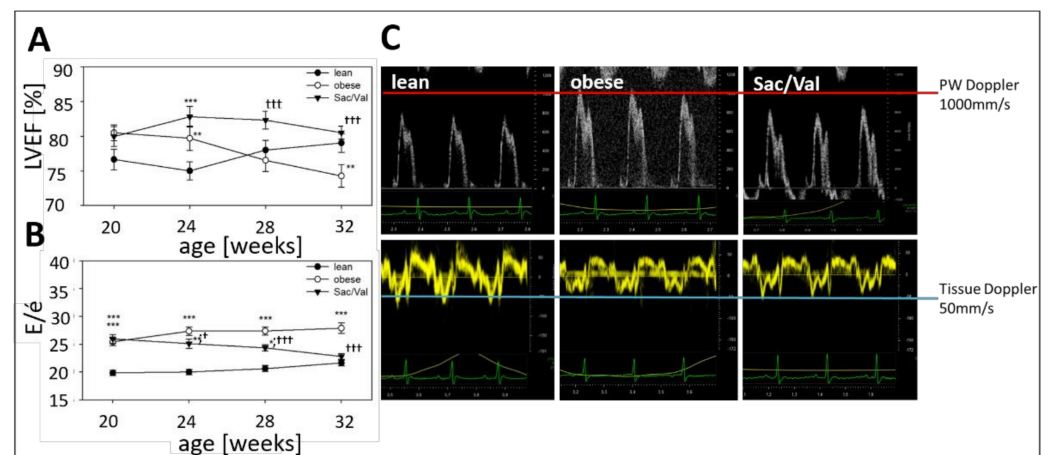 A
LVEF [%]
90
85
80
75
70
lean
obese
Sac/Val
***
**
†††
†††
**
20 24 28 32
age [weeks]
B
E/é
40
35
30
25
20
15
lean
obese
Sac/Val
***
***
***
***
***
*;†
*;†††
†††
20 24 28 32
age [weeks]
C
lean obese Sac/Val
PW Doppler
1000mm/s
Tissue Doppler
50mm/s